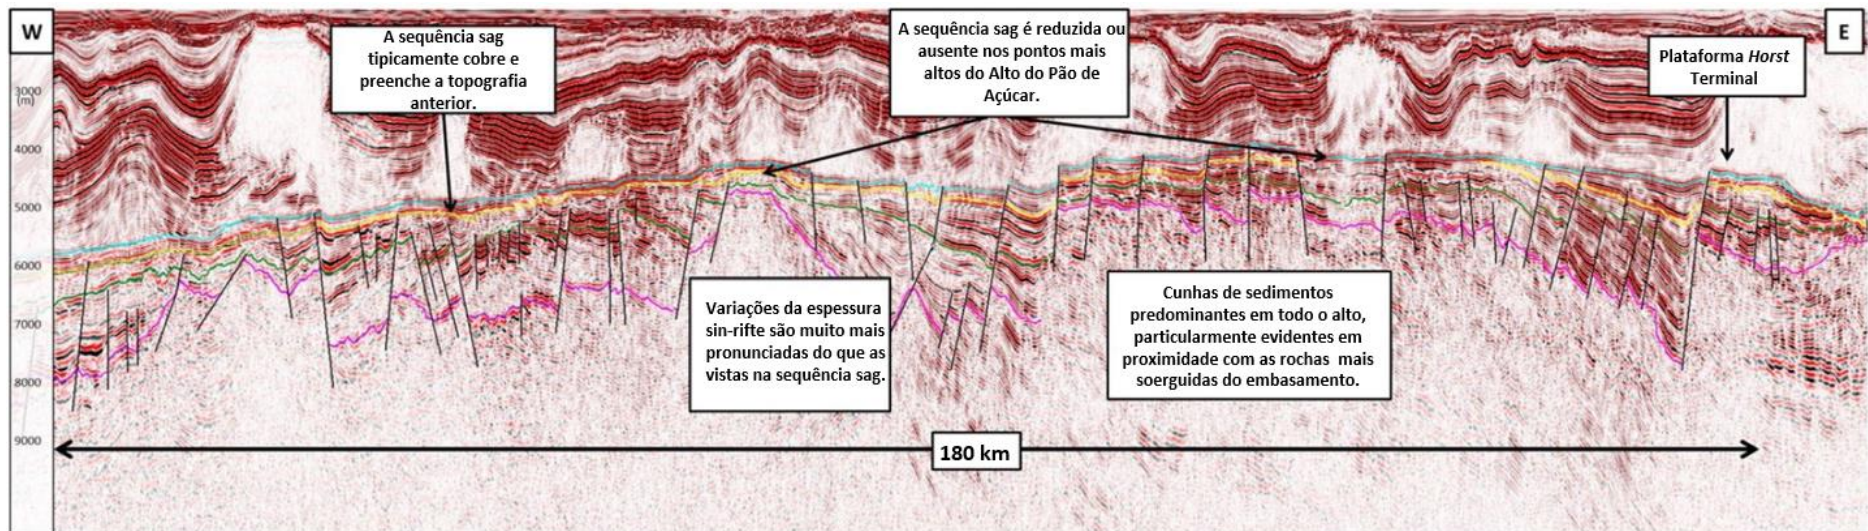 W
E
A sequência sag
tipicamente cobre e
preenche a topografia
anterior.
A sequência sag é reduzida ou
ausente nos pontos mais
altos do Alto do Pão de
Açúcar.
Plataforma Horst
Terminal
3000
(m)
4000
5000
6000
7000
8000
9000
Variações da espessura
sin-rifte são muito mais
pronunciadas do que as
vistas na sequência sag.
Cunhas de sedimentos
predominantes em todo o alto,
particularmente evidentes em
proximidade com as rochas mais
soerguidas do embasamento.
180 km